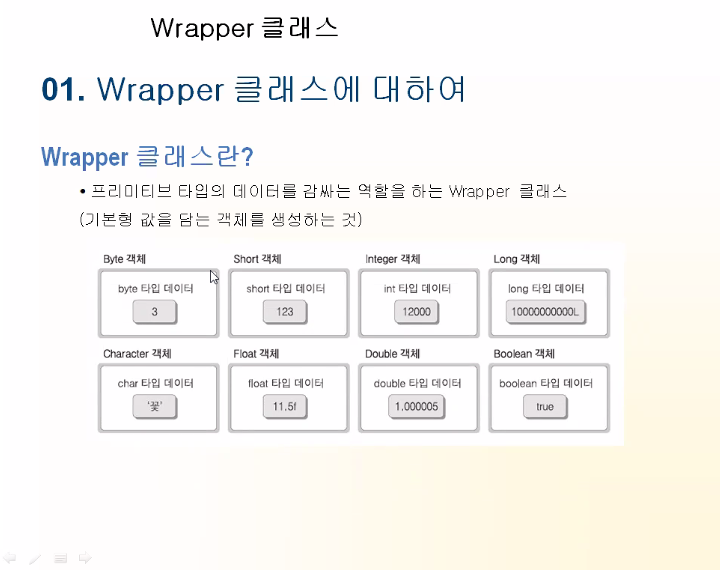 Wrapper 클래스
01. Wrapper 클래스에 대하여
Wrapper 클래스란?
• 프리미티브 타입의 데이터를 감싸는 역할을 하는 Wrapper 클래스
(기본형 값을 담는 객체를 생성하는 것)
Byte 객체 Short 객체 Integer 객체 Long 객체
byte 타입 데이터 short 타입 데이터 int 타입 데이터 long 타입 데이터
3 123 12000 10000000000L
Character 객체 Float 객체 Double 객체 Boolean 객체
char 타입 데이터 float 타입 데이터 double 타입 데이터 boolean 타입 데이터
'꽃' 11.5f 1.000005 true